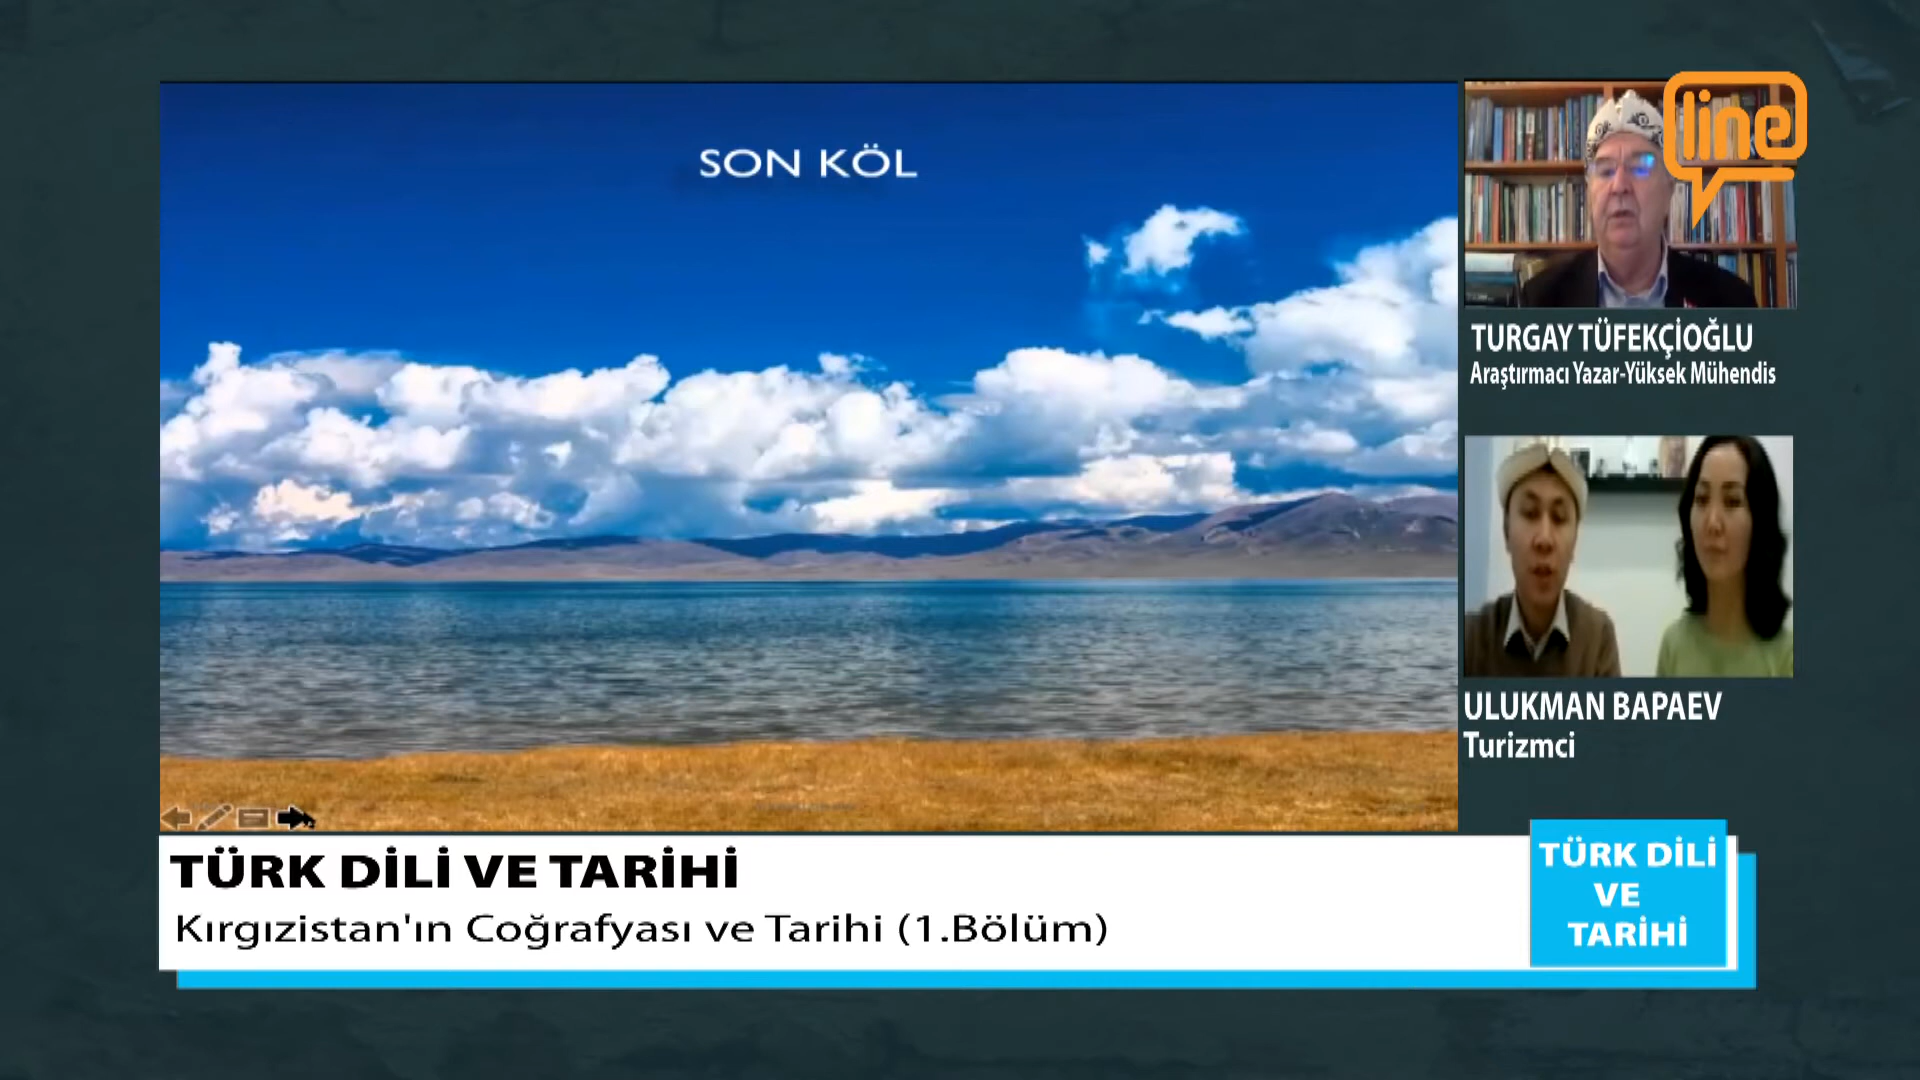 SON KÖL
line
TURGAY TÜFEKÇİOĞLU
Araştırmacı Yazar-Yüksek Mühendis
ULUKMAN BAPAEV
Turizmci
TÜRK DİLİ VE TARİHİ
Kırgızistan'ın Coğrafyası ve Tarihi (1.Bölüm)
TÜRK DİLİ
VE
TARİHİ